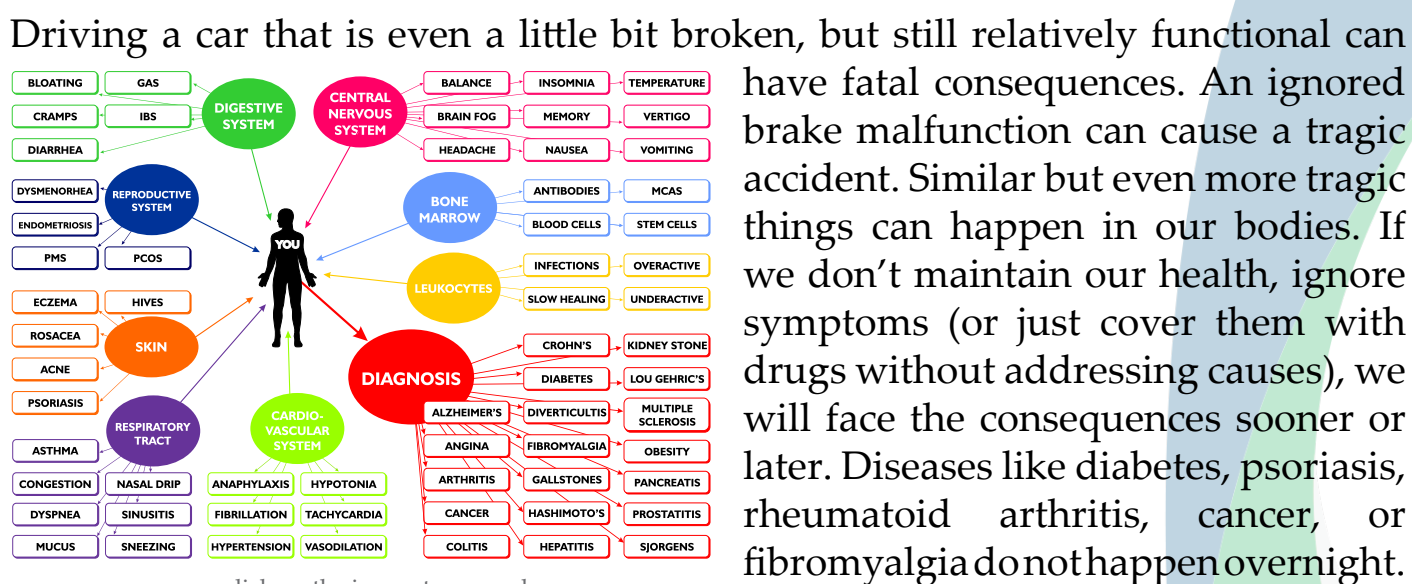 Driving a car that is even a little bit broken, but still relatively functional can
have fatal consequences. An ignored
brake malfunction can cause a tragic
accident. Similar but even more tragic
things can happen in our bodies. If
we don't maintain our health, ignore
symptoms (or just cover them with
drugs without addressing causes), we
will face the consequences sooner or
later. Diseases like diabetes, psoriasis,
rheumatoid arthritis, cancer, or
fibromyalgia do not happen overnight.
BLOATING
GAS
CRAMPS
IBS
DIARRHEA
DIGESTIVE
SYSTEM
CENTRAL
NERVOUS
SYSTEM
BALANCE
INSOMNIA
TEMPERATURE
BRAIN FOG
MEMORY
VERTIGO
HEADACHE
NAUSEA
VOMITING
DYSMENORHEA
ENDOMETRIOSIS
PMS
PCOS
REPRODUCTIVE
SYSTEM
BONE
MARROW
ANTIBODIES
MCAS
BLOOD CELLS
STEM CELLS
YOU
LEUKOCYTES
INFECTIONS
OVERACTIVE
SLOW HEALING
UNDERACTIVE
ECZEMA
HIVES
ROSACEA
ACNE
PSORIASIS
SKIN
DIAGNOSIS
CROHN'S
KIDNEY STONE
DIABETES
LOU GEHRIC'S
ALZHEIMER'S
DIVERTICULTIS
MULTIPLE
SCLEROSIS
ANGINA
FIBROMYALGIA
OBESITY
ARTHRITIS
GALLSTONES
PANCREATIS
CANCER
HASHIMOTO'S
PROSTATITIS
COLITIS
HEPATITIS
SJORGENS
RESPIRATORY
TRACT
ASTHMA
CONGESTION
NASAL DRIP
DYSPNEA
SINUSITIS
MUCUS
SNEEZING
CARDIO-
VASCULAR
SYSTEM
ANAPHYLAXIS
HYPOTONIA
FIBRILLATION
TACHYCARDIA
HYPERTENSION
VASODILATION